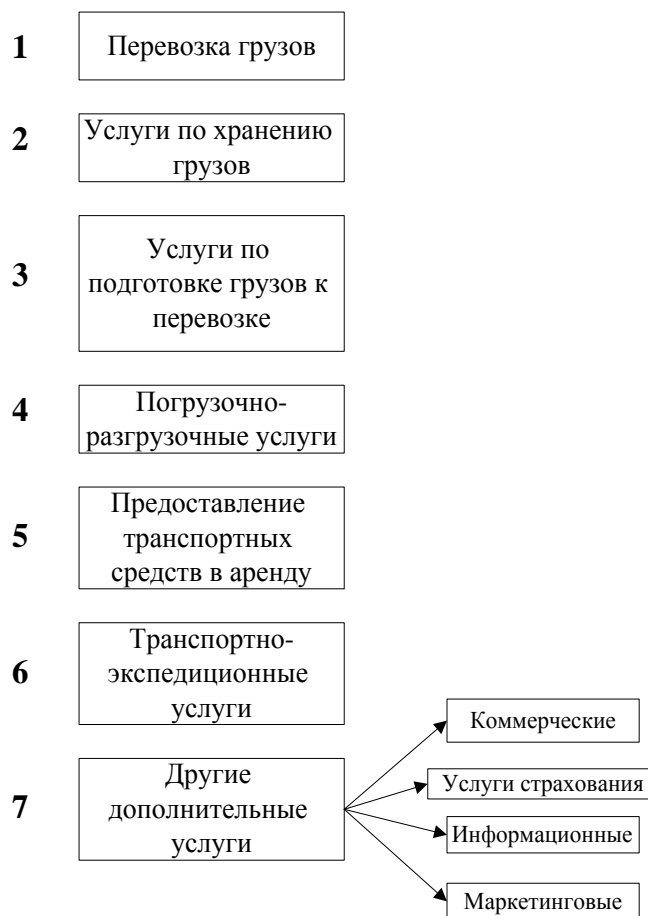 1
Перевозка грузов
2
Услуги по хранению
грузов
3
Услуги по
подготовке грузов к
перевозке
4
Погрузочно-
разгрузочные услуги
5
Предоставление
транспортных
средств в аренду
6
Транспортно-
экспедиционные
услуги
7
Другие
дополнительные
услуги
Коммерческие
Услуги страхования
Информационные
Маркетинговые